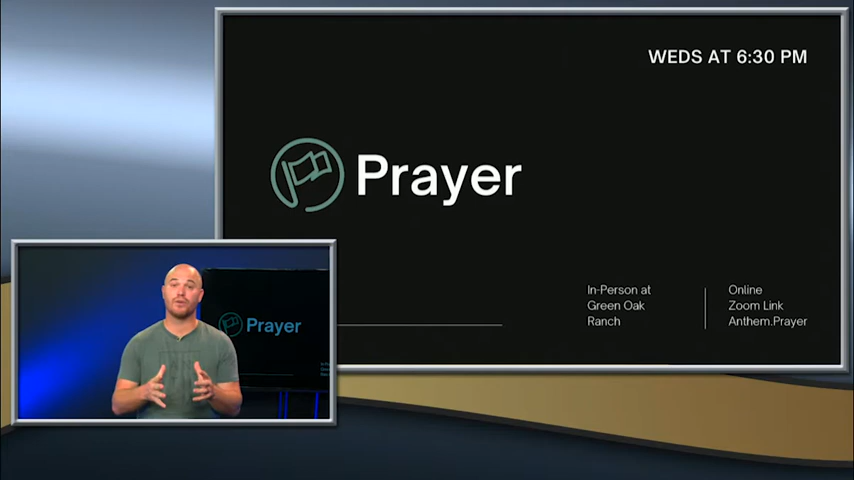 WEDS AT 6:30 PM
Prayer
In-Person at
Green Oak
Ranch
Online
Zoom Link
Anthem.Prayer
Prayer